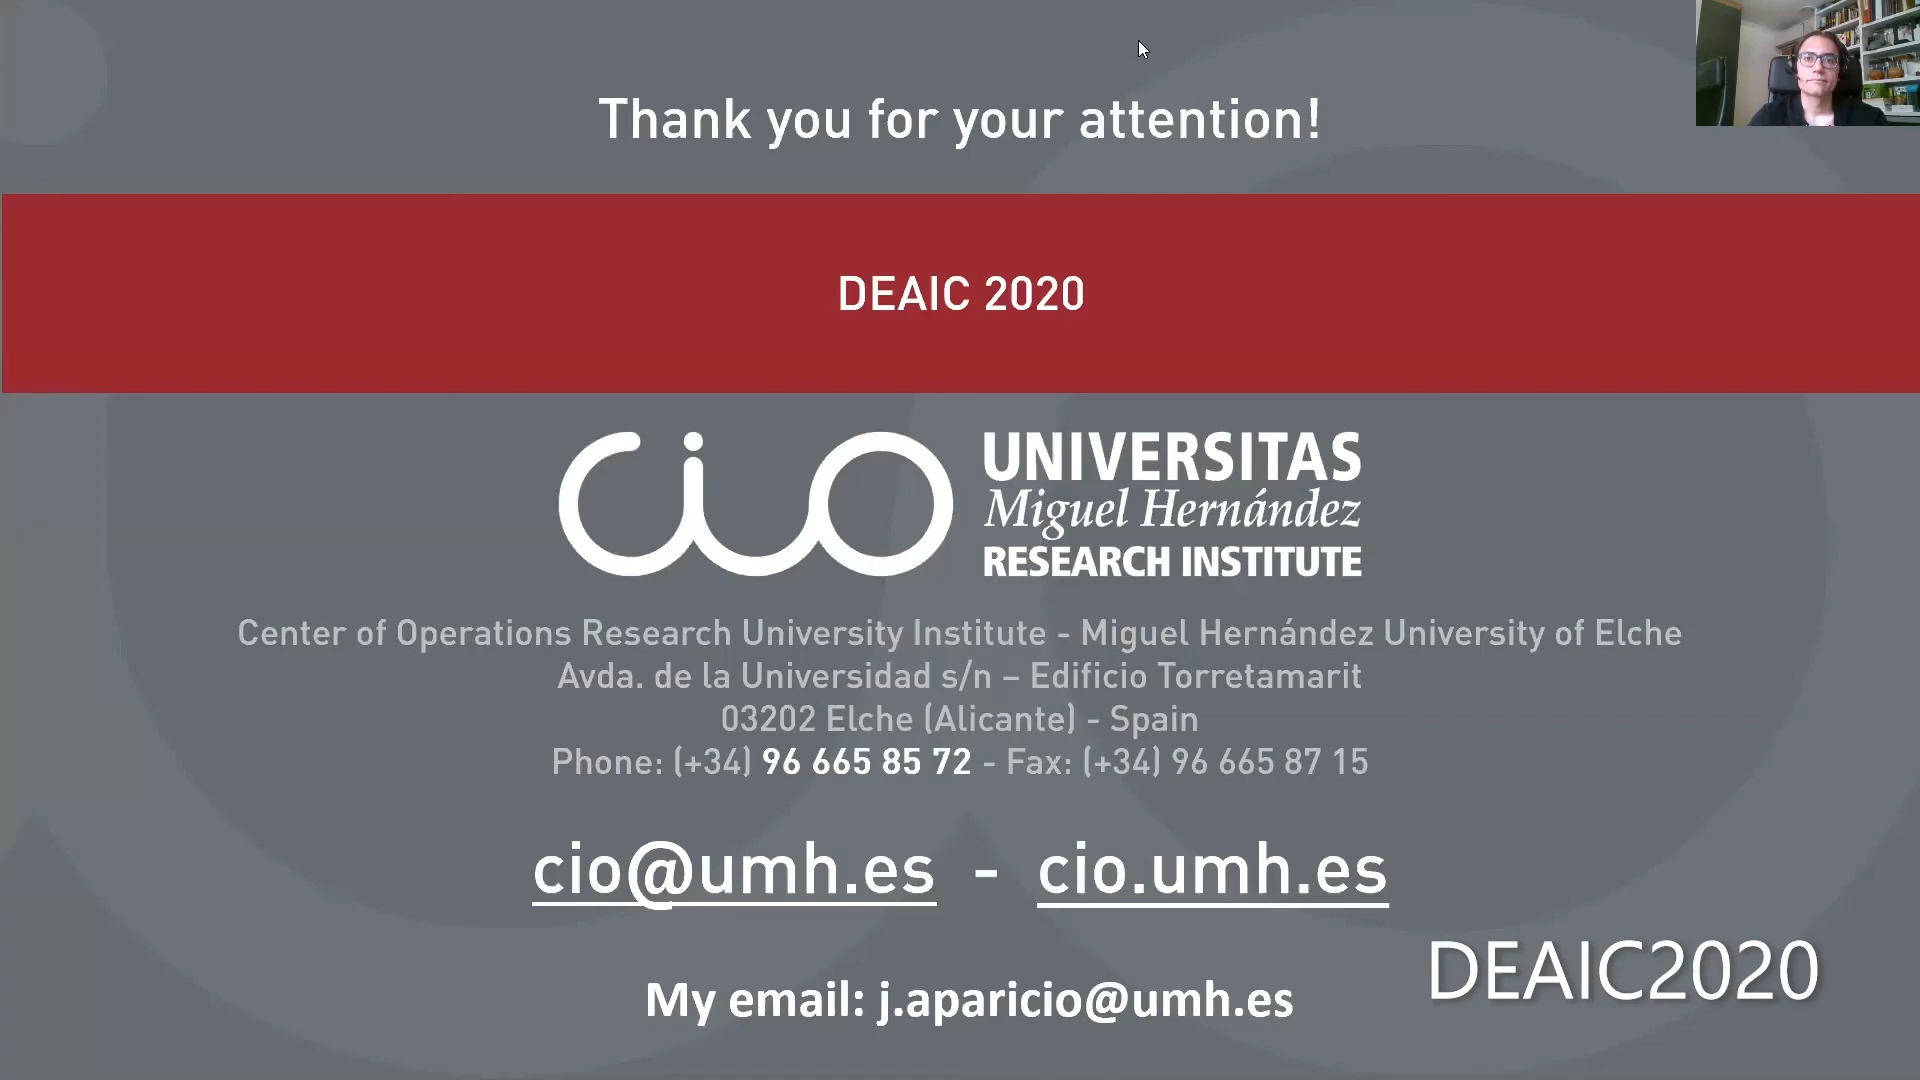 Thank you for your attention!
DEAIC 2020
cio
UNIVERSITAS
Miguel Hernández
RESEARCH INSTITUTE
Center of Operations Research University Institute - Miguel Hernández University of Elche
Avda. de la Universidad s/n – Edificio Torretamarit
03202 Elche (Alicante) - Spain
Phone: (+34) 96 665 85 72 - Fax: (+34) 96 665 87 15
cio@umh.es - cio.umh.es
My email: j.aparicio@umh.es
DEAIC2020